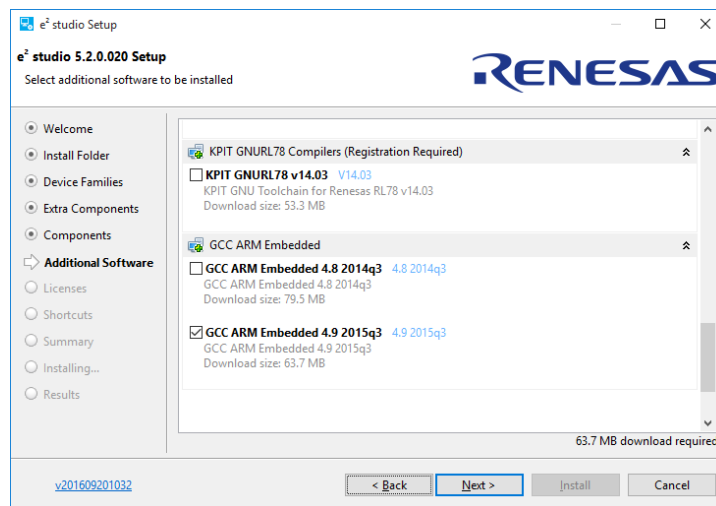 e² studio Setup
e² studio 5.2.0.020 Setup
Select additional software to be installed
RENESAS
Welcome
Install Folder
Device Families
Extra Components
Components
Additional Software
Licenses
Shortcuts
Summary
Installing...
Results
KPIT GNURL78 Compilers (Registration Required)
KPIT GNURL78 v14.03 V14.03
KPIT GNU Toolchain for Renesas RL78 v14.03
Download size: 53.3 MB
GCC ARM Embedded
GCC ARM Embedded 4.8 2014q3 4.8 2014q3
GCC ARM Embedded 4.8 2014q3
Download size: 79.5 MB
GCC ARM Embedded 4.9 2015q3 4.9 2015q3
GCC ARM Embedded 4.9 2015q3
Download size: 63.7 MB
63.7 MB download required
v201609201032
< Back
Next >
Install
Cancel